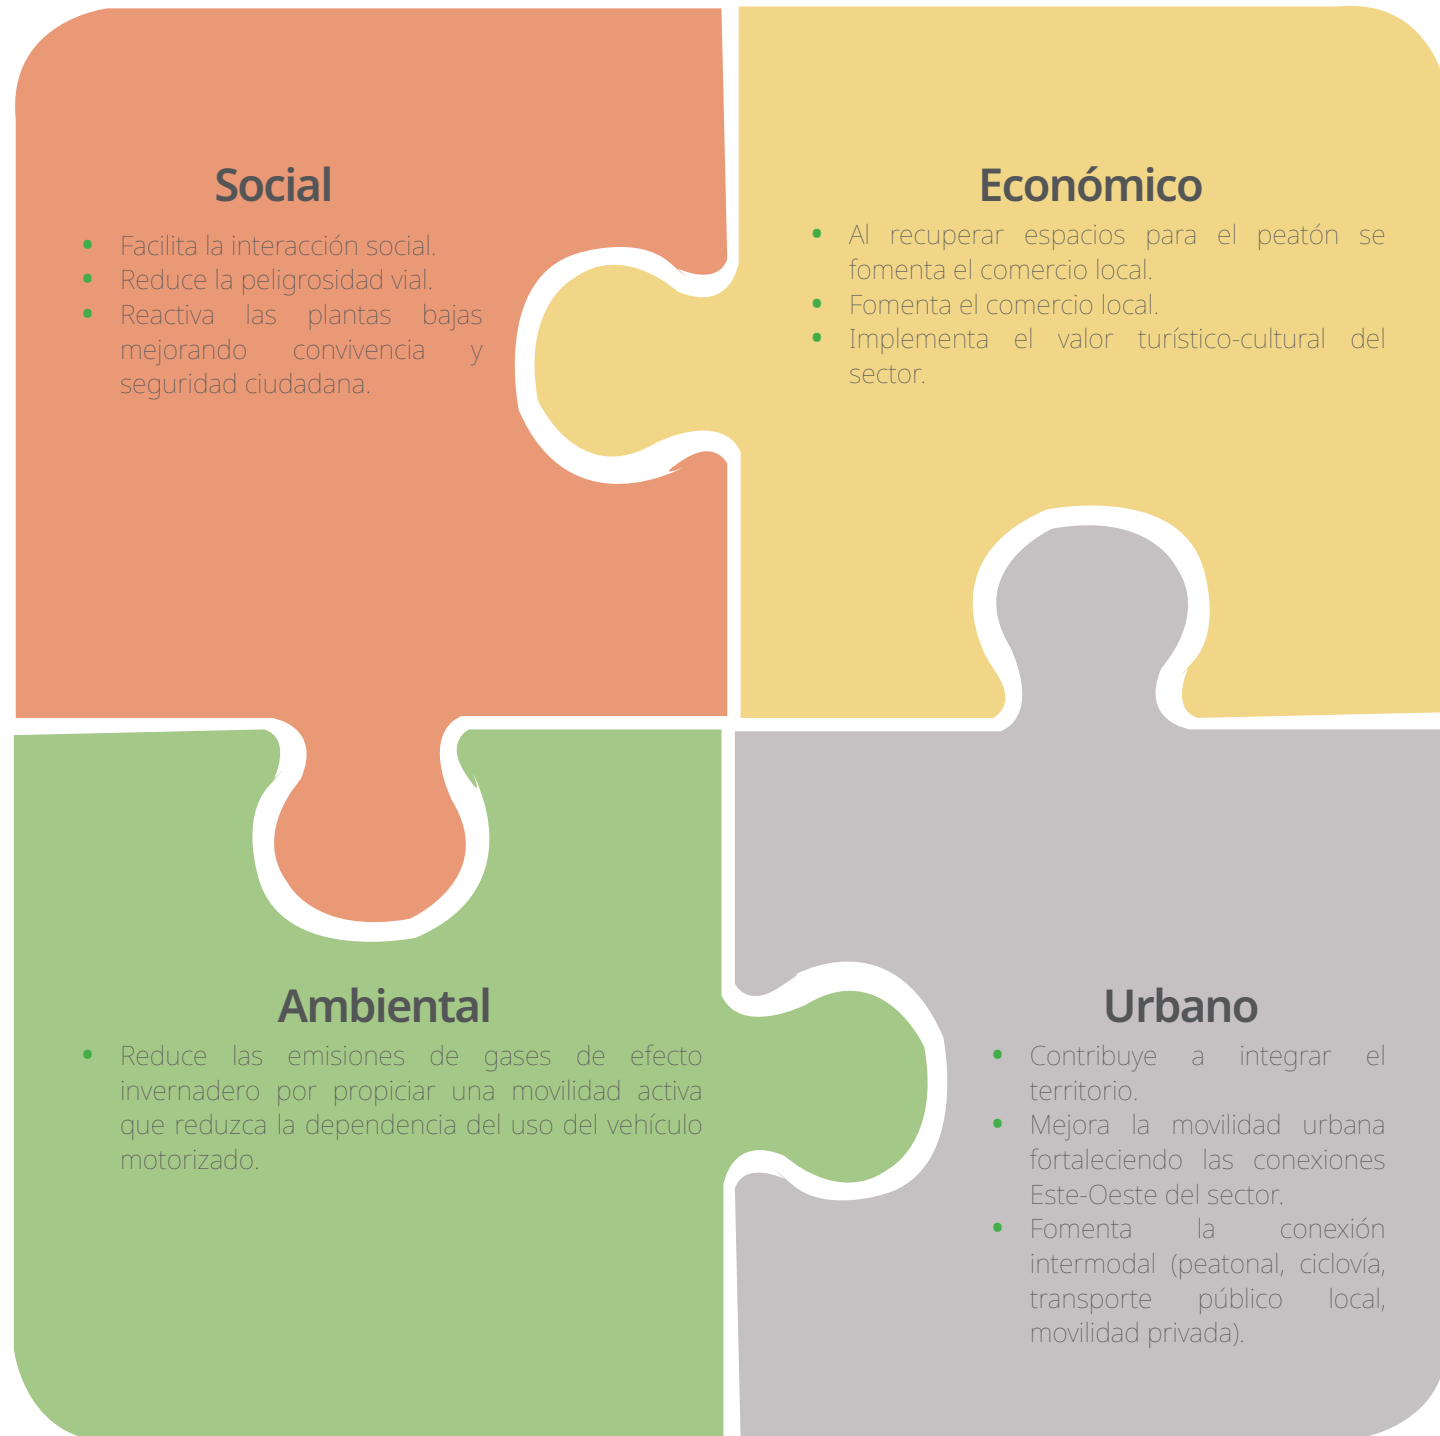 Social
• Facilita la interacción social.
• Reduce la peligrosidad vial.
• Reactiva las plantas bajas
mejorando convivencia y
seguridad ciudadana.
Económico
• Al recuperar espacios para el peatón se
fomenta el comercio local.
• Fomenta el comercio local.
• Implementa el valor turístico-cultural del
sector.
Ambiental
• Reduce las emisiones de gases de efecto
invernadero por propiciar una movilidad activa
que reduzca la dependencia del uso del vehículo
motorizado.
Urbano
• Contribuye a integrar el
territorio.
• Mejora la movilidad urbana
fortaleciendo las conexiones
Este-Oeste del sector.
• Fomenta la conexión
intermodal (peatonal, ciclovía,
transporte público local,
movilidad privada).